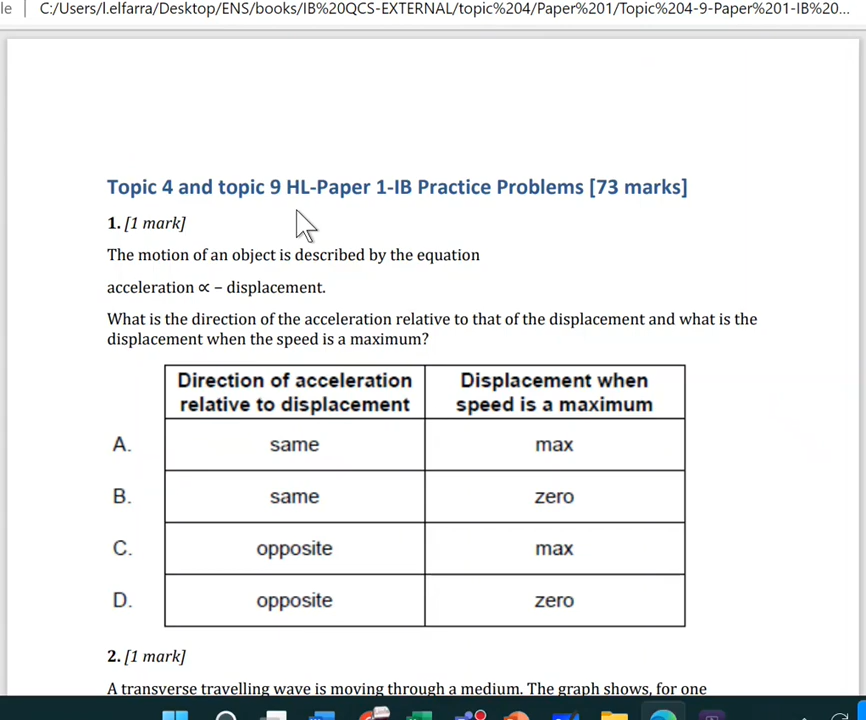 le | C:/Users/l.elfarra/Desktop/ENS/books/IB%20QCS-EXTERNAL/topic%204/Paper%201/Topic%204-9-Paper%201-IB%20...
Topic 4 and topic 9 HL-Paper 1-IB Practice Problems [73 marks]
1. [1 mark]
The motion of an object is described by the equation
acceleration ∝ − displacement.
What is the direction of the acceleration relative to that of the displacement and what is the
displacement when the speed is a maximum?
Direction of acceleration relative to displacement | Displacement when speed is a maximum
A. same max
B. same zero
C. opposite max
D. opposite zero
2. [1 mark]
A transverse travelling wave is moving through a medium. The graph shows, for one